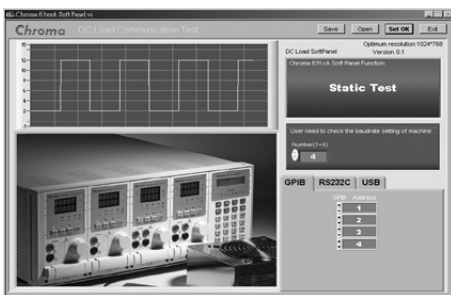 Chroma 63xxA Soft Panel.vi
Chroma DC Load Communication Test
Save Open Set OK Exit
Optimum resolution:1024*768
DC Load SoftPanel Version 0.1
Chroma 631xA Soft Panel Function
Static Test
User need to check the baudrate setting of machine
Number(1~4)
4
GPIB RS232C USB
GPIB Address
1
2
3
4